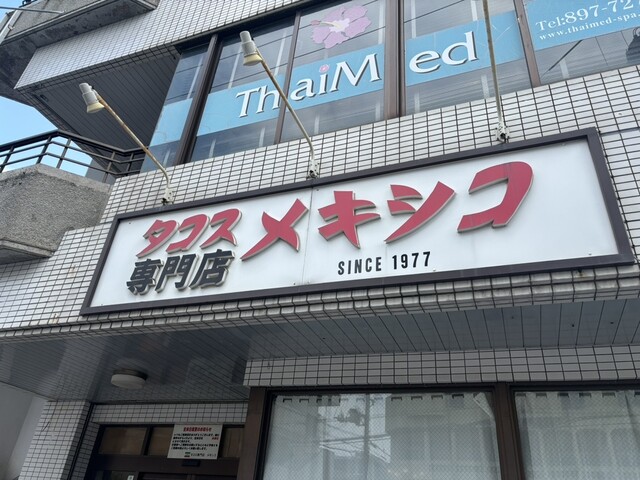 ThaiMed
Tel:897-72
www.thaimed-spa.
タコス
専門店
メキシコ
SINCE 1977